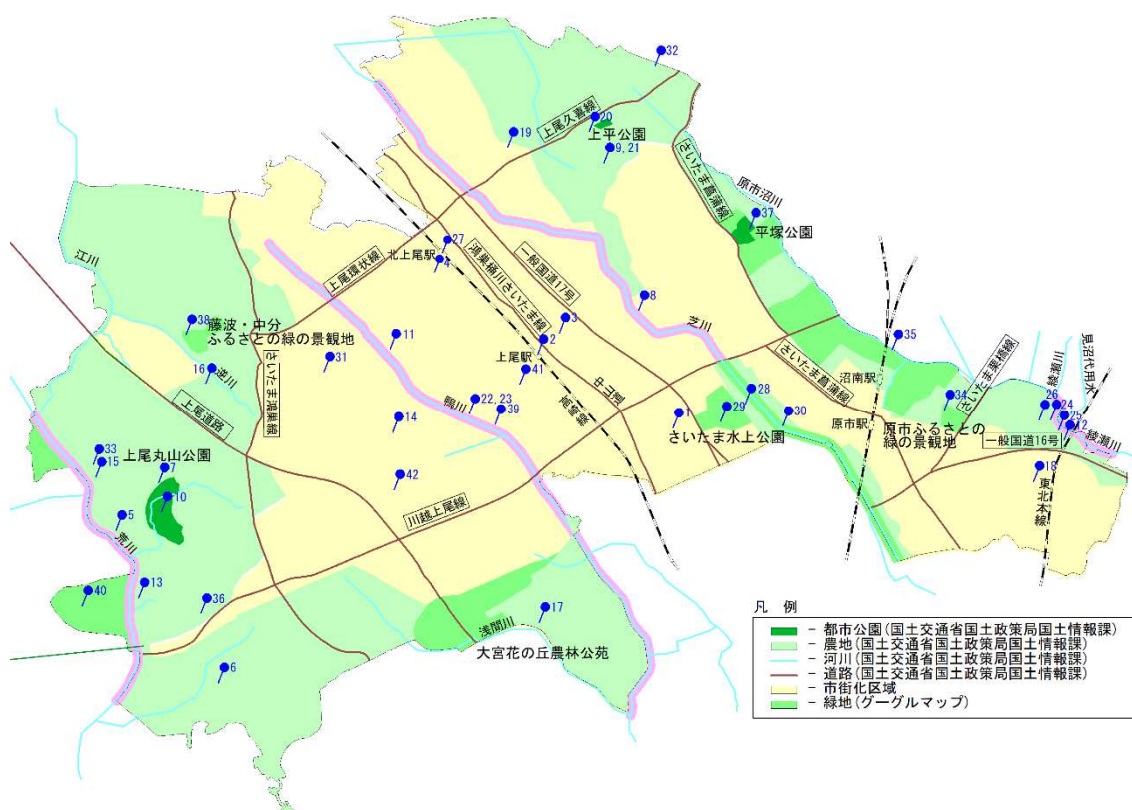 32
上尾久喜線
20
上平公園
19
9, 21
さいたま菖蒲線
原市沼川
37
平塚公園
27
北上尾駅
4
鴻巣桶川さいたま線
一般国道17号
江川
上尾環状線
8
38
藤波・中分
ふるさとの緑の景観地
11
3
2
芝川
35
さいたま栗橋線
綾瀬川
見沼代用水
31
16
逆川
さいたま鴻巣線
上尾駅
41
中山道
高崎線
さいたま菖蒲線
沼南駅
34
28
29
30
22, 23
39
鴨川
14
1
さいたま水上公園
原市駅
原市ふるさとの
緑の景観地
26
24
25
12
綾瀬川
一般国道16号
上尾道路
33
15
上尾丸山公園
7
10
42
18
東北本線
5
荒川
川越上尾線
40
13
36
17
浅間川
大宮花の丘農林公苑
6
凡 例
- 都市公園(国土交通省国土政策局国土情報課)
- 農地(国土交通省国土政策局国土情報課)
- 河川(国土交通省国土政策局国土情報課)
- 道路(国土交通省国土政策局国土情報課)
- 市街化区域
- 緑地(グーグルマップ)